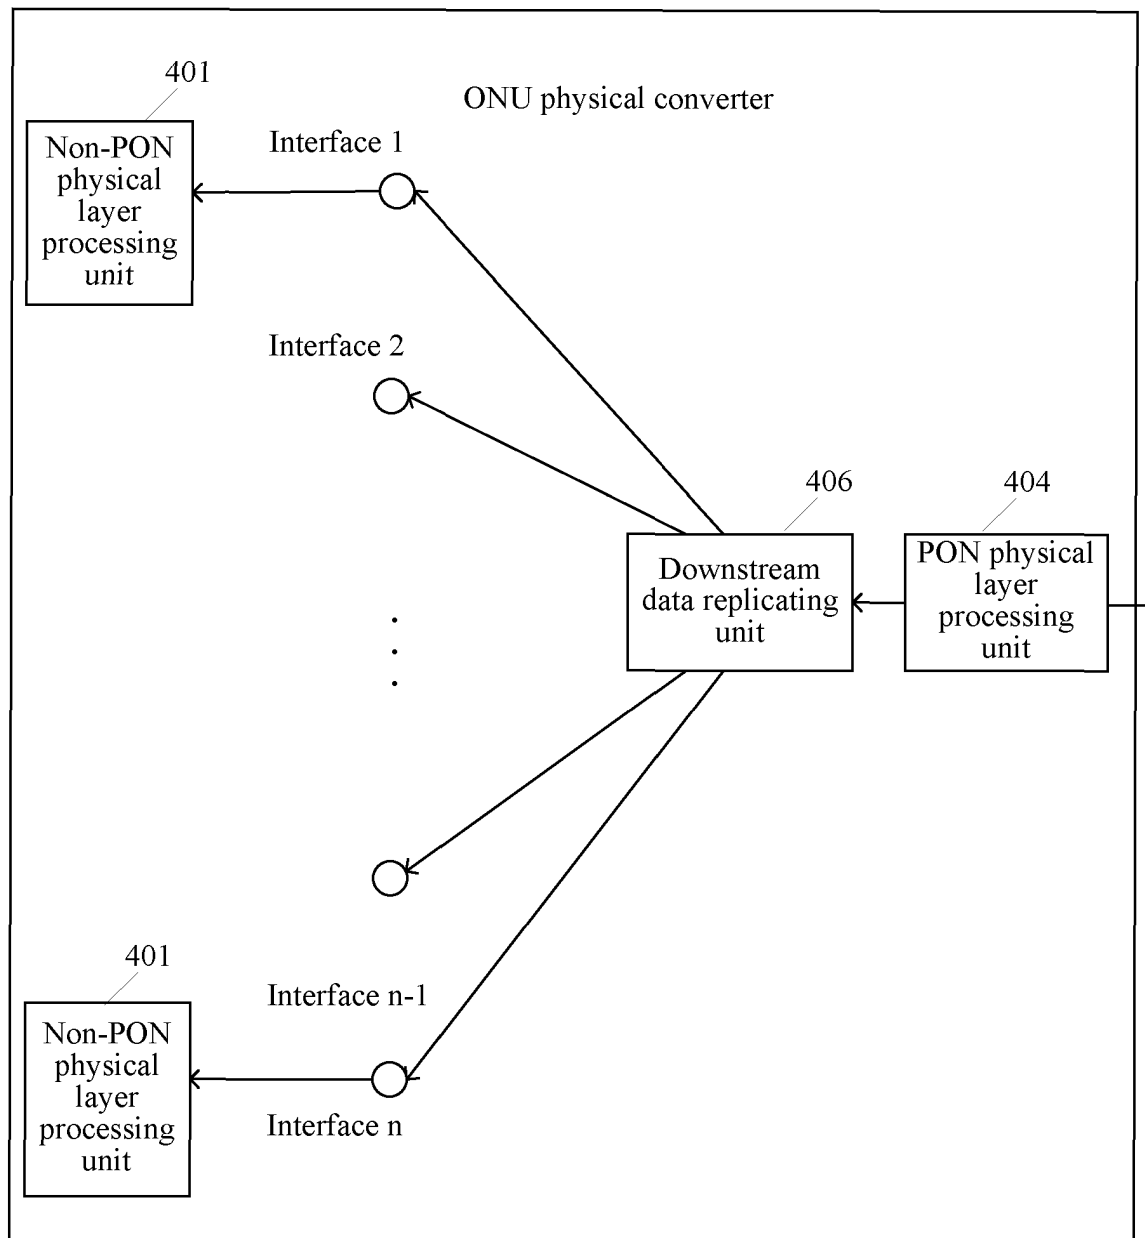 401
ONU physical converter
Interface 1
Non-PON
physical
layer
processing
unit
Interface 2
406
404
Downstream
data replicating
unit
PON physical
layer
processing
unit
401
Interface n-1
Non-PON
physical
layer
processing
unit
Interface n